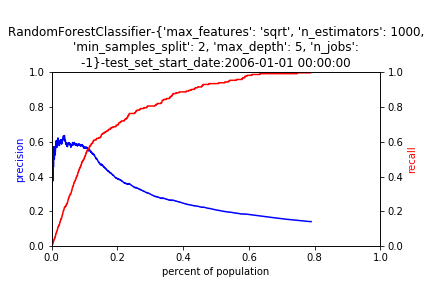 RandomForestClassifier-{'max_features': 'sqrt', 'n_estimators': 1000,
'min_samples_split': 2, 'max_depth': 5, 'n_jobs':
-1}-test_set_start_date:2006-01-01 00:00:00
1.0
0.8
0.6
0.4
0.2
0.0
precision
1.0
0.8
0.6
0.4
0.2
0.0
recall
0.0 0.2 0.4 0.6 0.8 1.0
percent of population